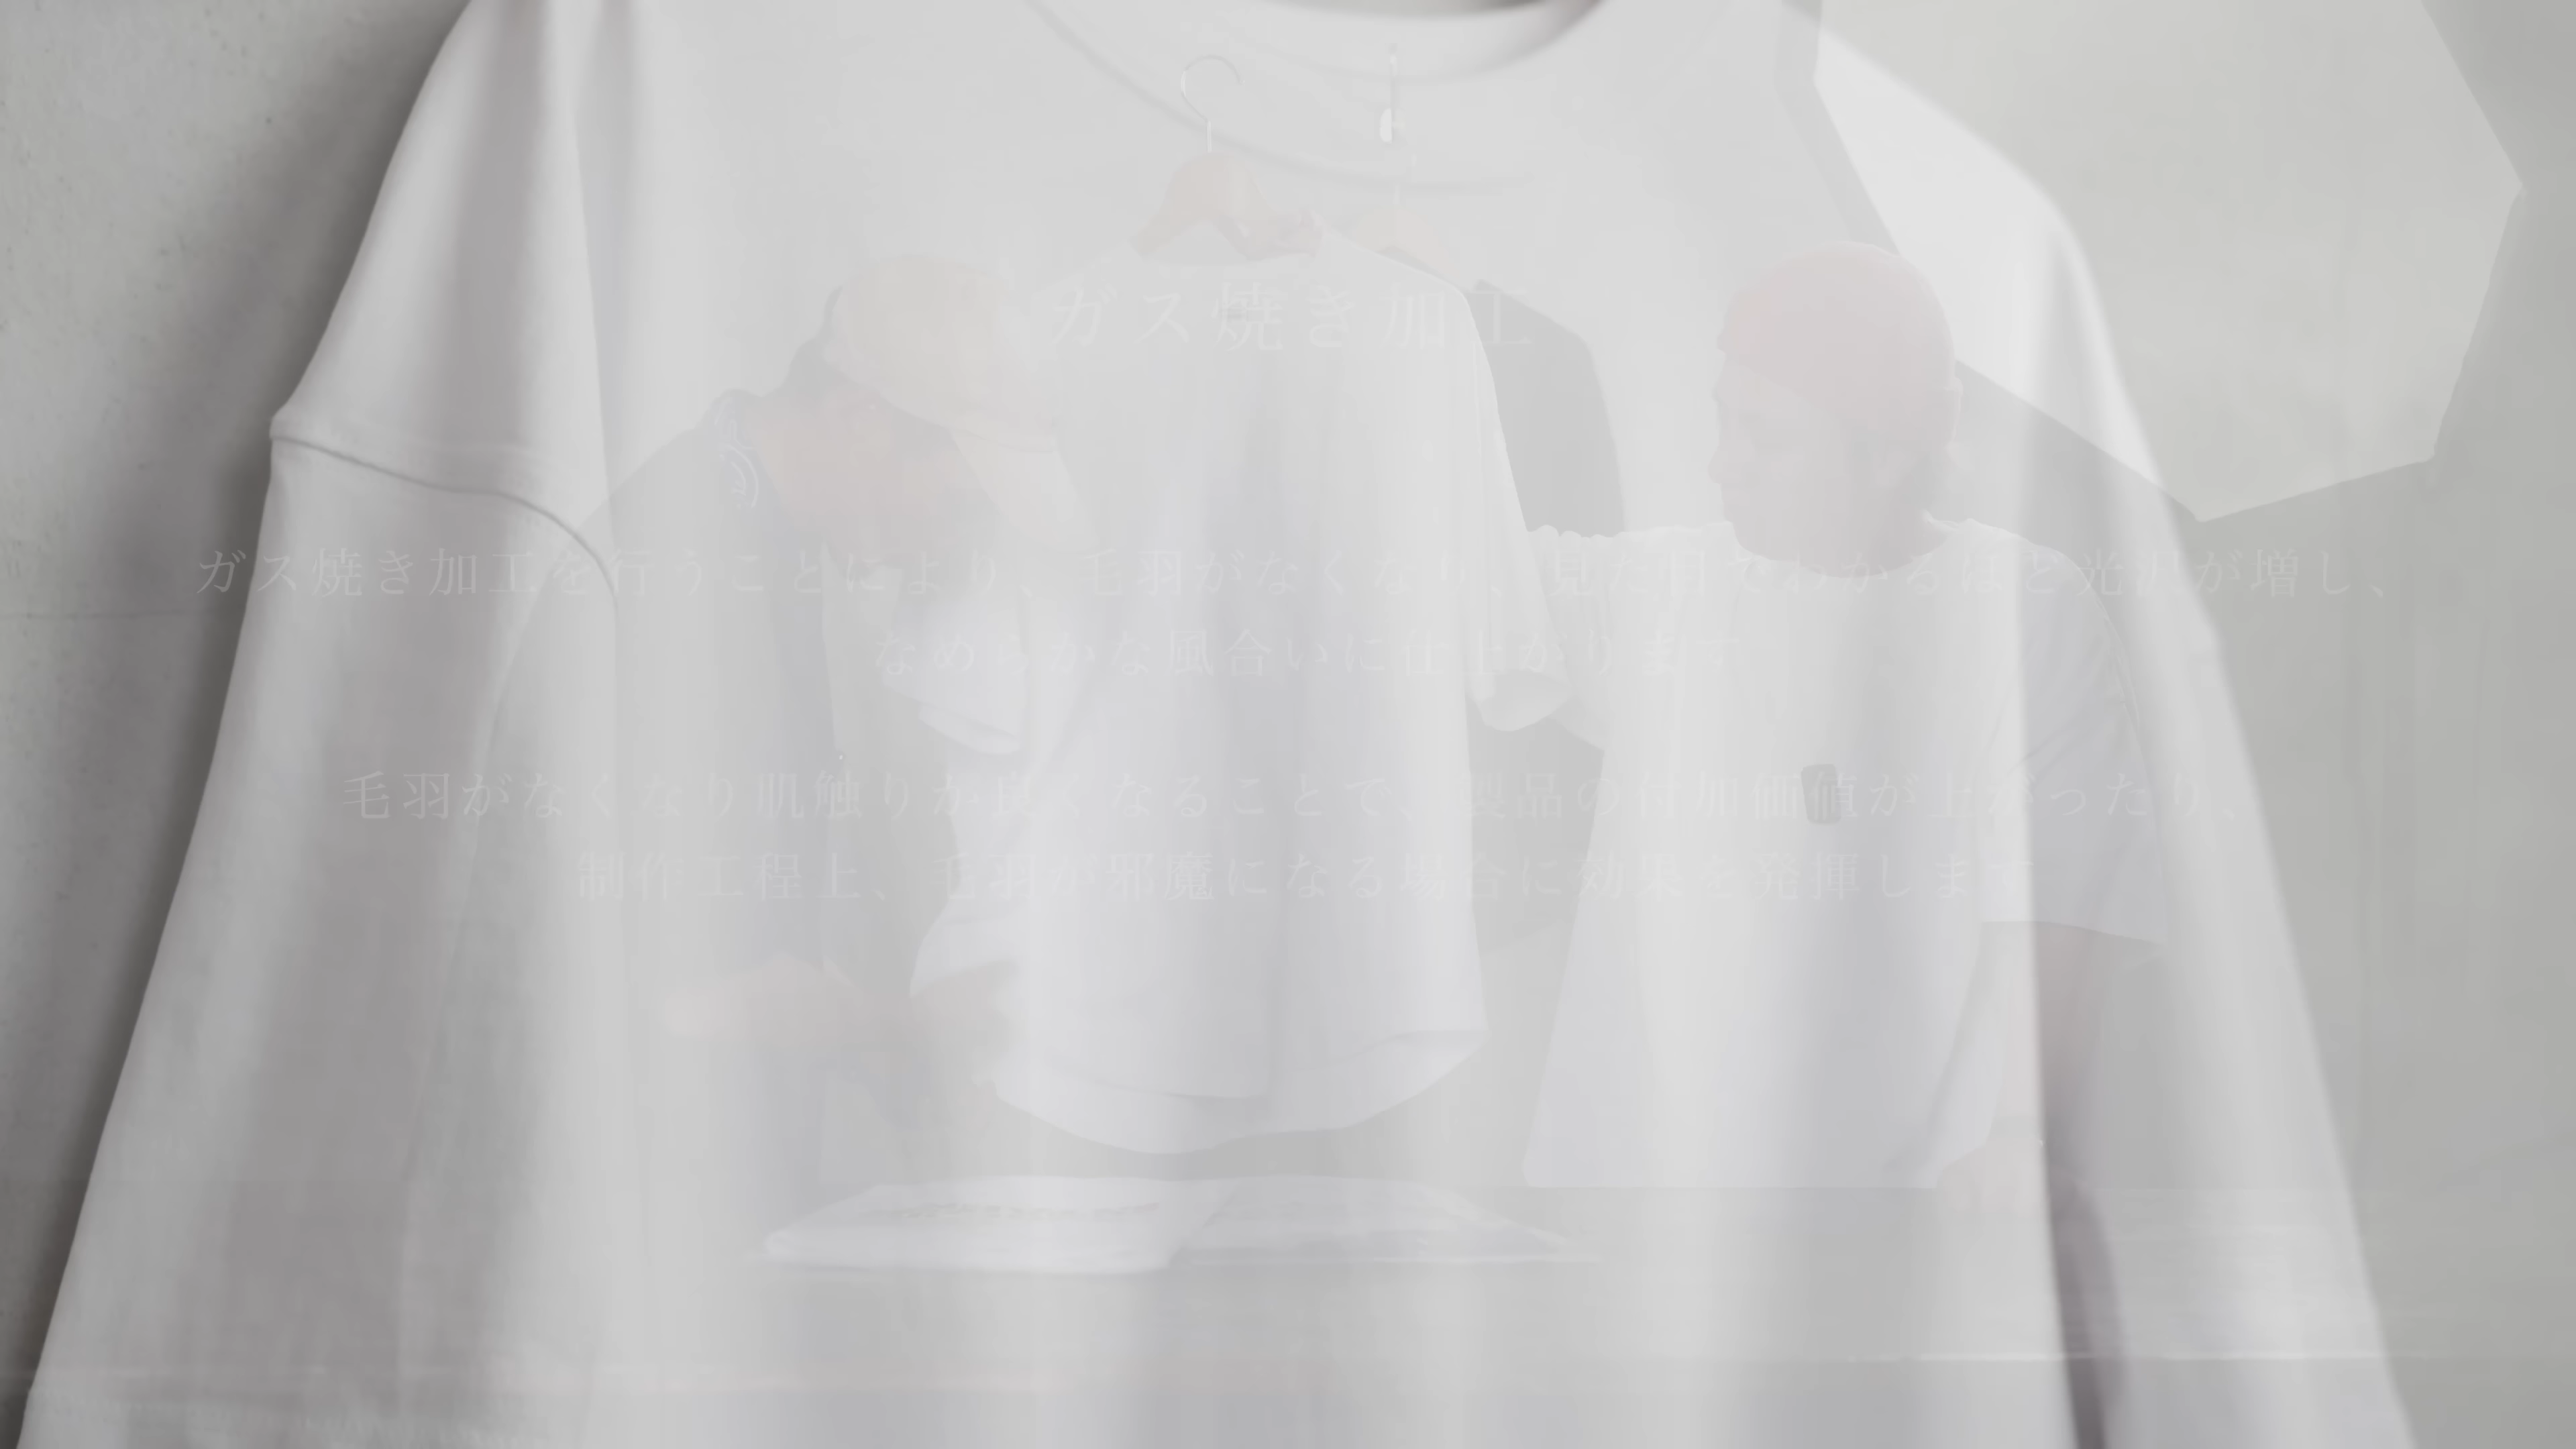 ガス焼き加工
ガス焼き加工を行うことにより、毛羽がなくなり、見た目でわかるほど光沢が増し、
なめらかな風合いに仕上がります
毛羽がなくなり肌触りが良くなることで、製品の付加価値が上がったり、
制作工程上、毛羽が邪魔になる場合に効果を発揮します